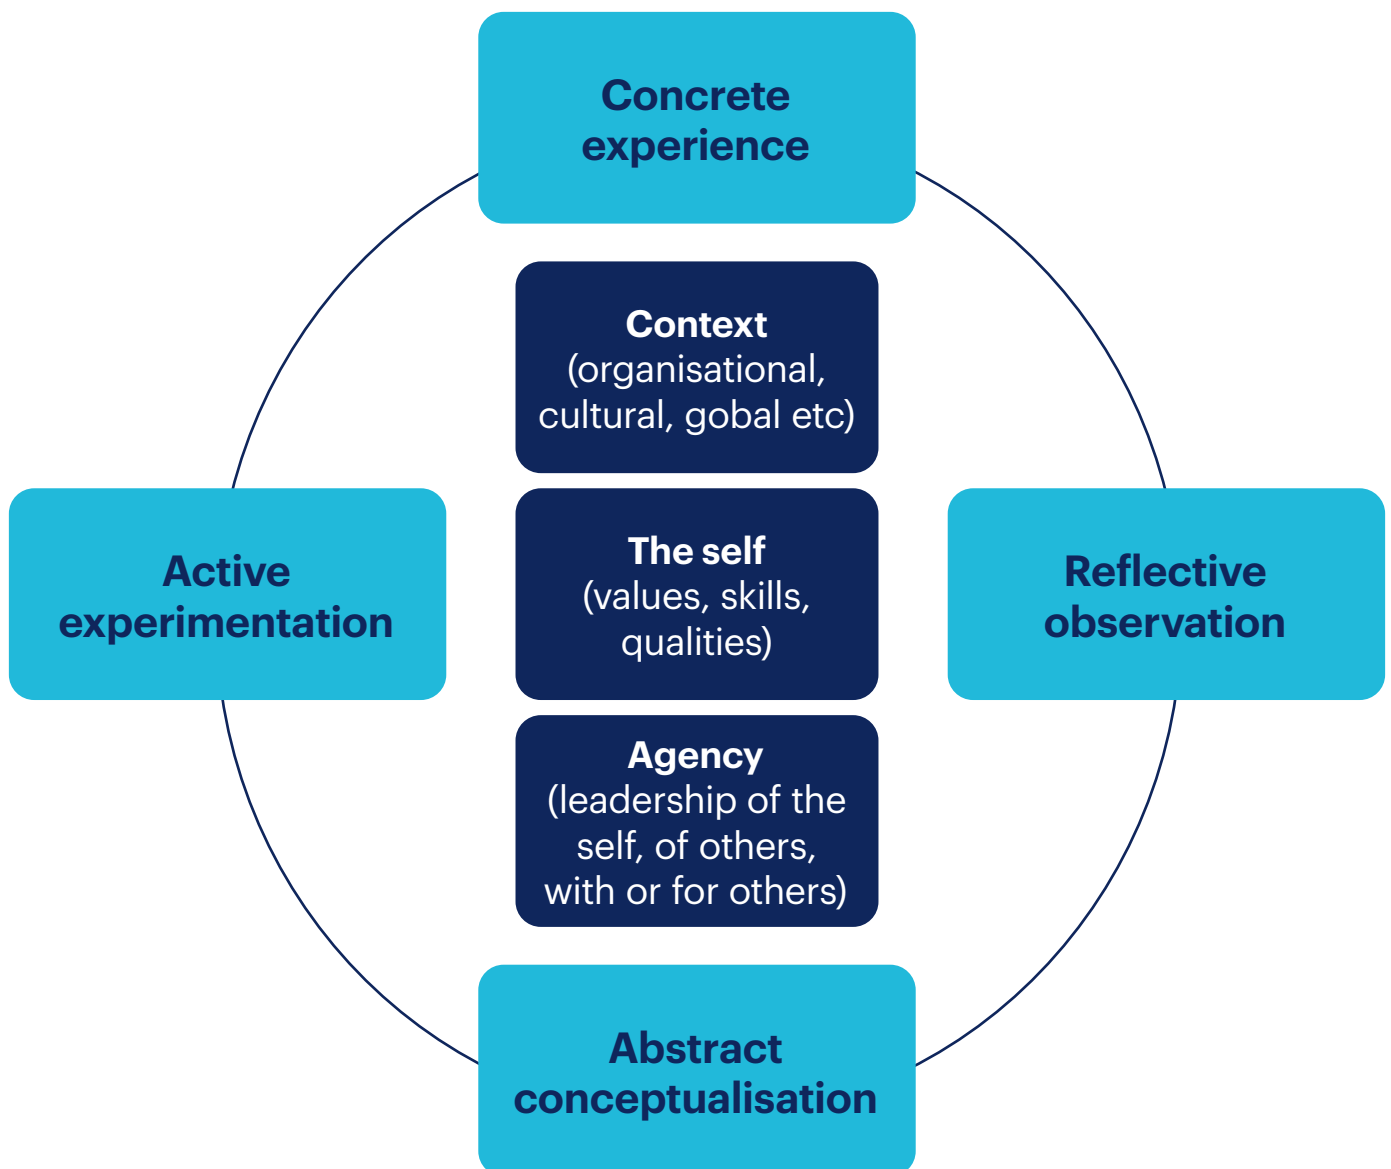 Concrete
experience
Context
(organisational,
cultural, gobal etc)
Active
experimentation
The self
(values, skills,
qualities)
Reflective
observation
Agency
(leadership of the
self, of others,
with or for others)
Abstract
conceptualisation